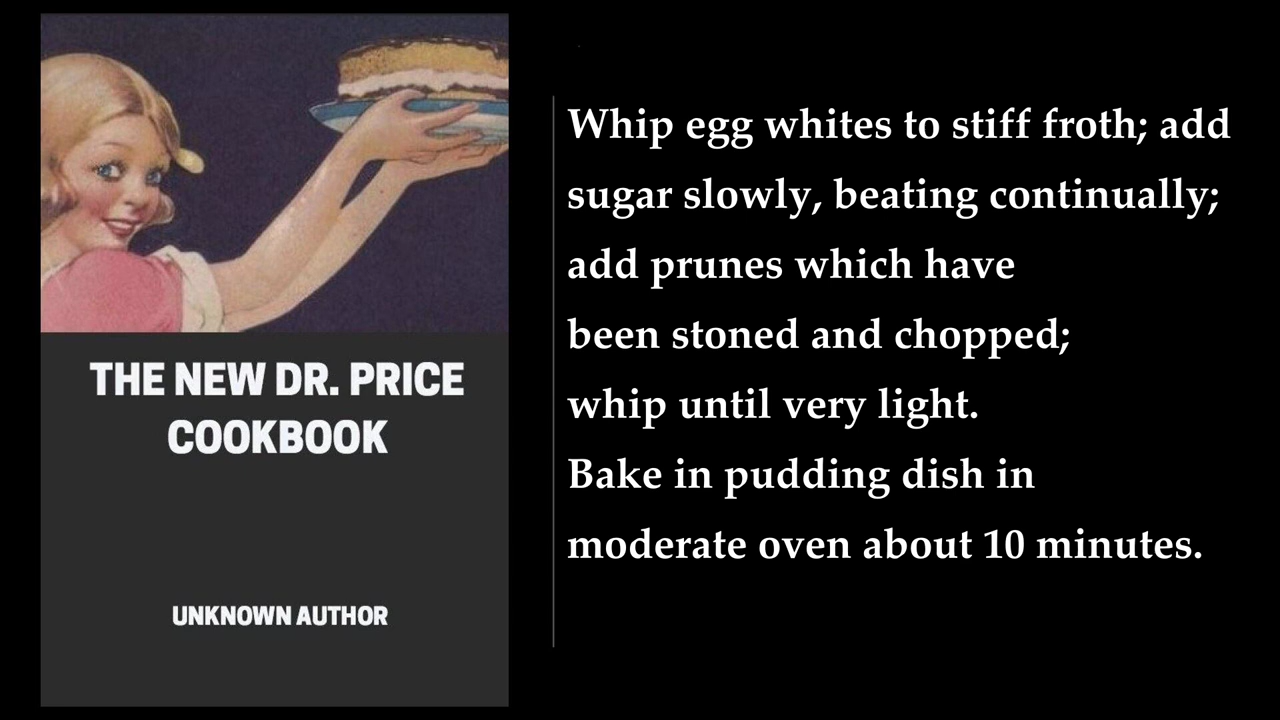 THE NEW DR. PRICE
COOKBOOK
UNKNOWN AUTHOR
Whip egg whites to stiff froth; add
sugar slowly, beating continually;
add prunes which have
been stoned and chopped;
whip until very light.
Bake in pudding dish in
moderate oven about 10 minutes.